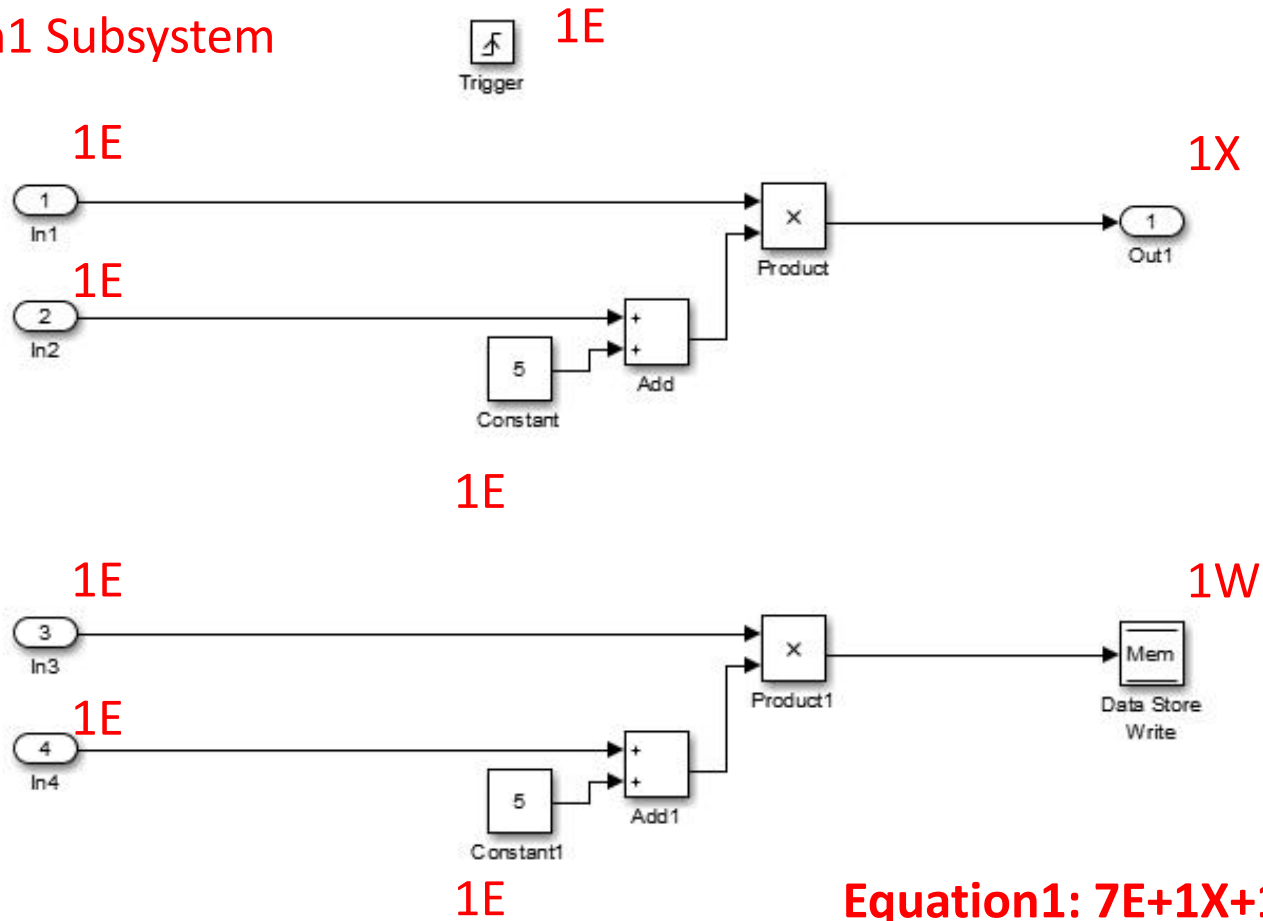 Subsystem
1E
Trigger
1E
1X
1
In1
×
Product
1
Out1
1E
2
In2
+
+
Add
5
Constant
1E
1E
1W
3
In3
×
Product1
Mem
Data Store
Write
1E
4
In4
+
+
Add1
5
Constant1
1E
Equation1: 7E+1X+